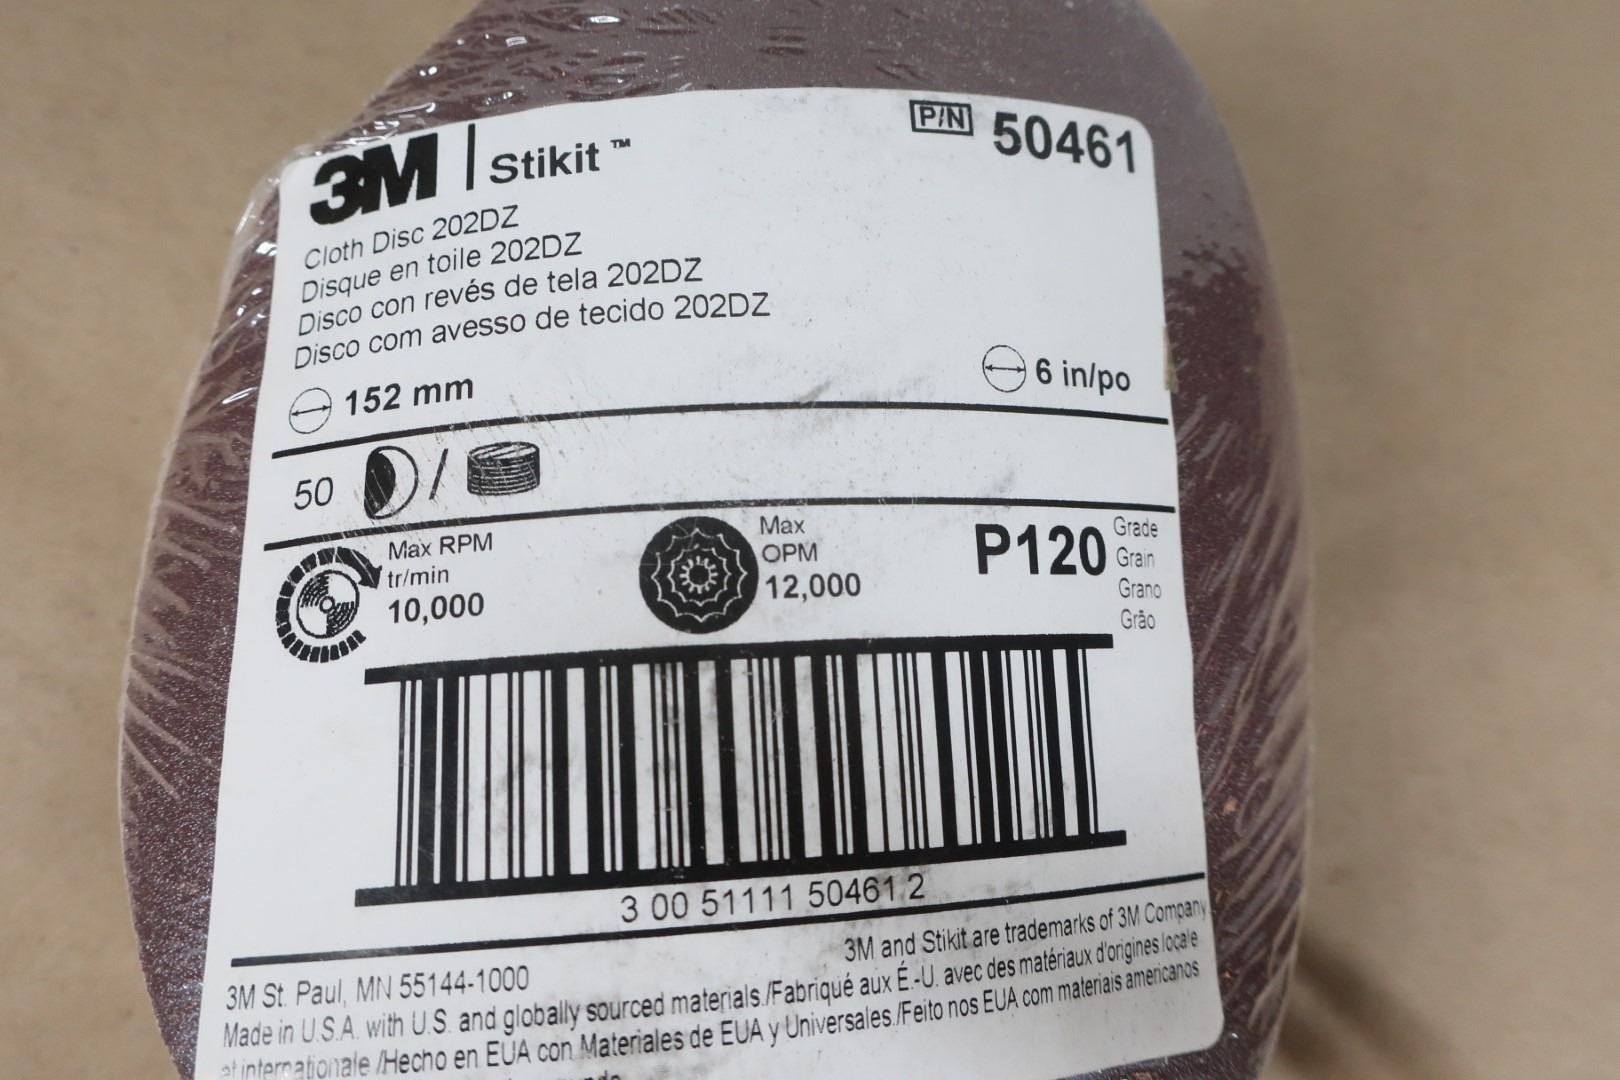 3M | Stikit™
P/N 50461
Cloth Disc 202DZ
Disque en toile 202DZ
Disco con revés de tela 202DZ
Disco com avesso de tecido 202DZ
152 mm
6 in/po
50 /
Max RPM
tr/min
10,000
Max
OPM
12,000
P120
Grade
Grain
Grano
Grão
3 00 51111 50461 2
3M and Stikit are trademarks of 3M Company
3M St. Paul, MN 55144-1000
Made in U.S.A. with U.S. and globally sourced materials./Fabriqué aux É.-U. avec des matériaux d'origines locale
et internationale /Hecho en EUA con Materiales de EUA y Universales./Feito nos EUA com materiais americanos